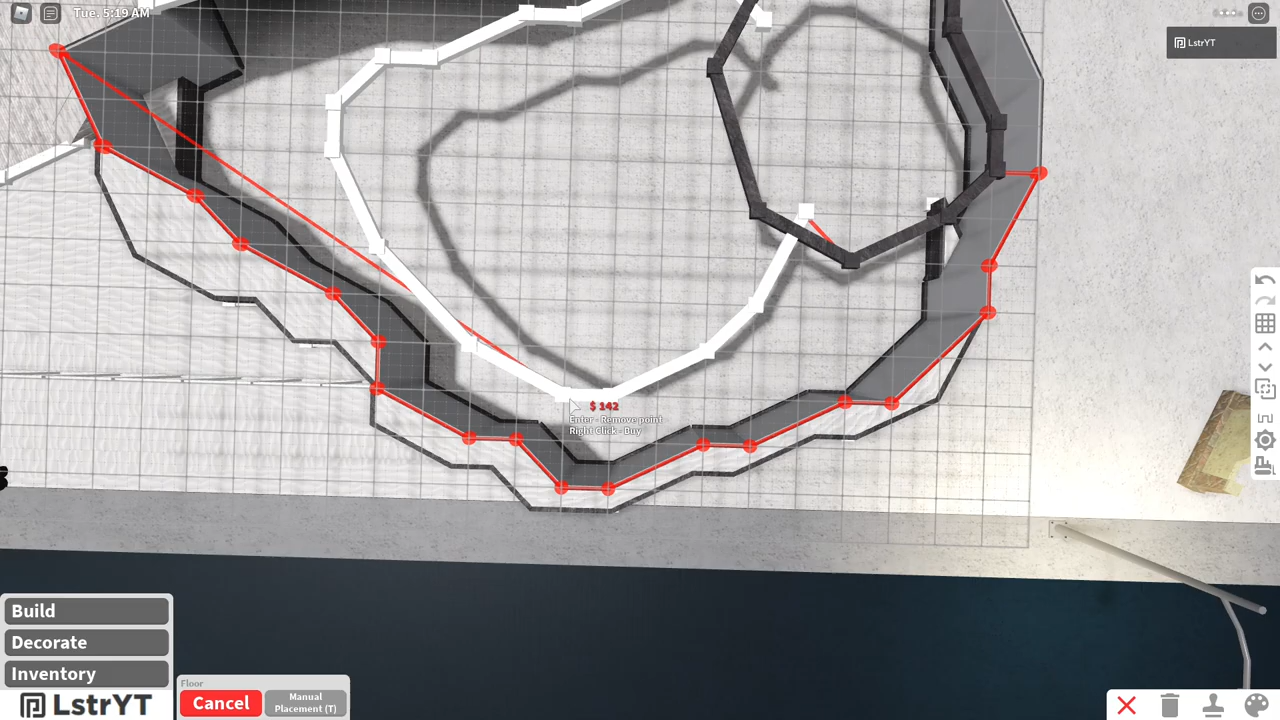 Tue. 5:19 AM
LstrYT
$ 142
Enter - Remove point
Right Click - Buy
Build
Decorate
Inventory
LstrYT
Floor
Cancel
Manual
Placement (T)